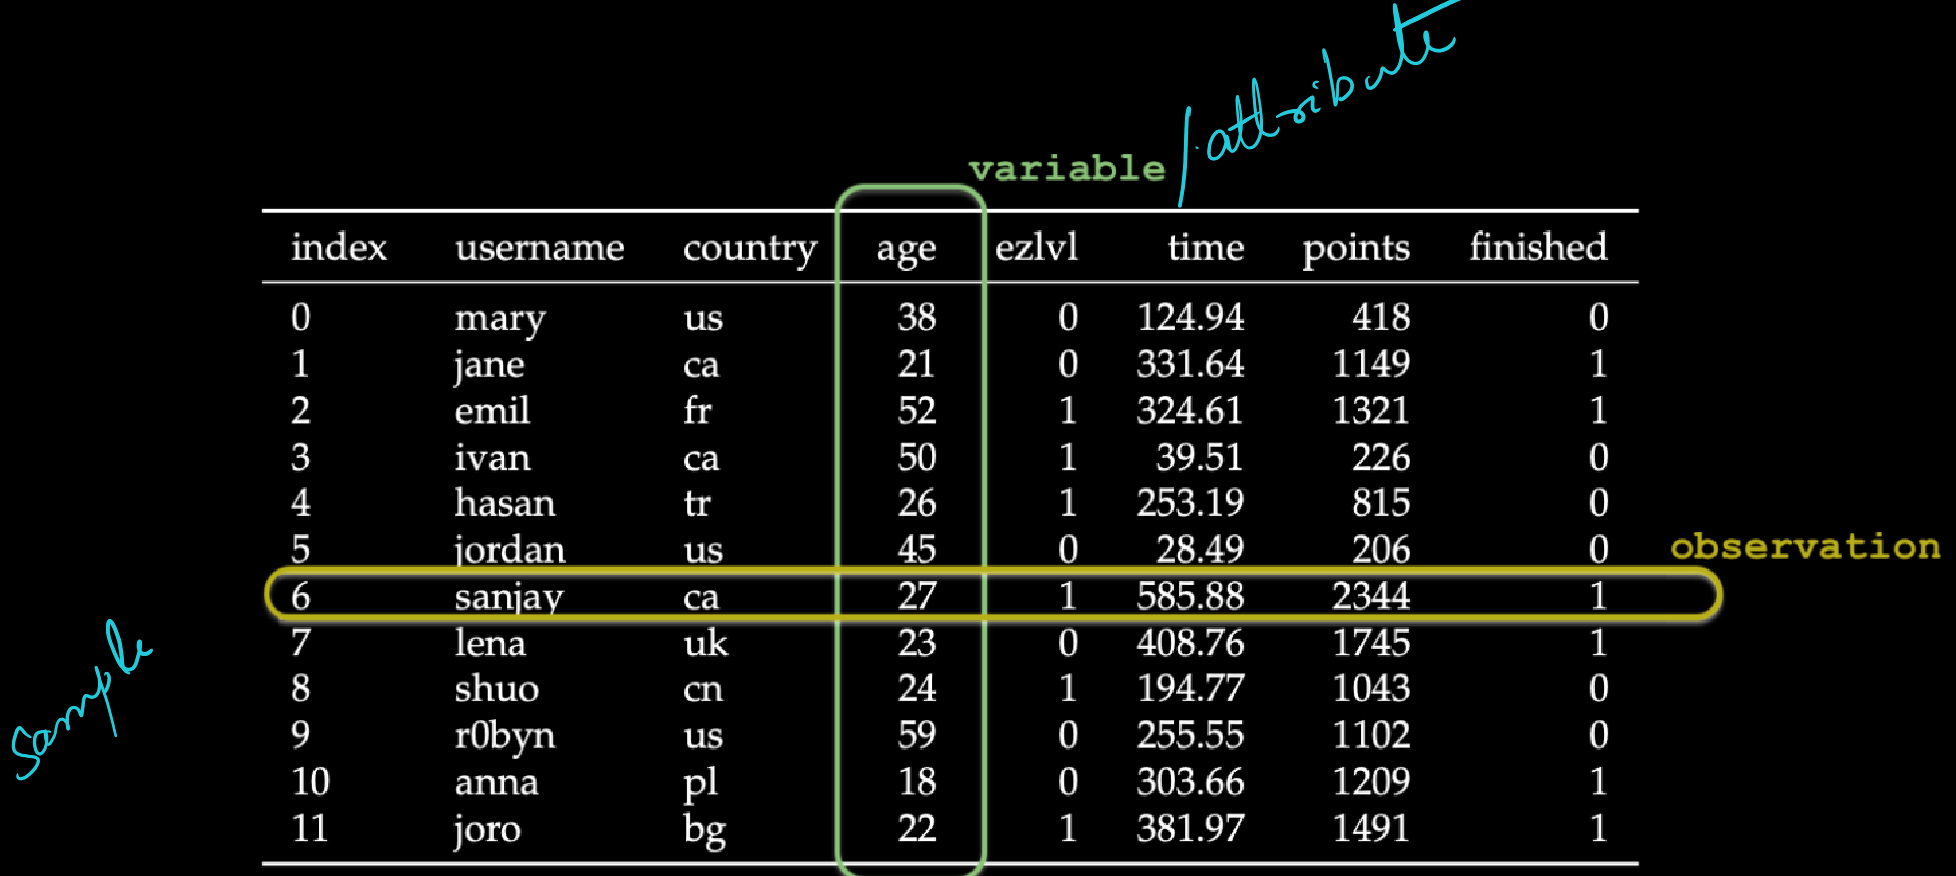 /.attribute
variable
index username country age ezlvl time points finished
0 mary us 38 0 124.94 418 0
1 jane ca 21 0 331.64 1149 1
2 emil fr 52 1 324.61 1321 1
3 ivan ca 50 1 39.51 226 0
4 hasan tr 26 1 253.19 815 0
5 jordan us 45 0 28.49 206 0 observation
6 sanjay ca 27 1 585.88 2344 1
7 lena uk 23 0 408.76 1745 1
sample
8 shuo cn 24 1 194.77 1043 0
9 r0byn us 59 0 255.55 1102 0
10 anna pl 18 0 303.66 1209 1
11 joro bg 22 1 381.97 1491 1